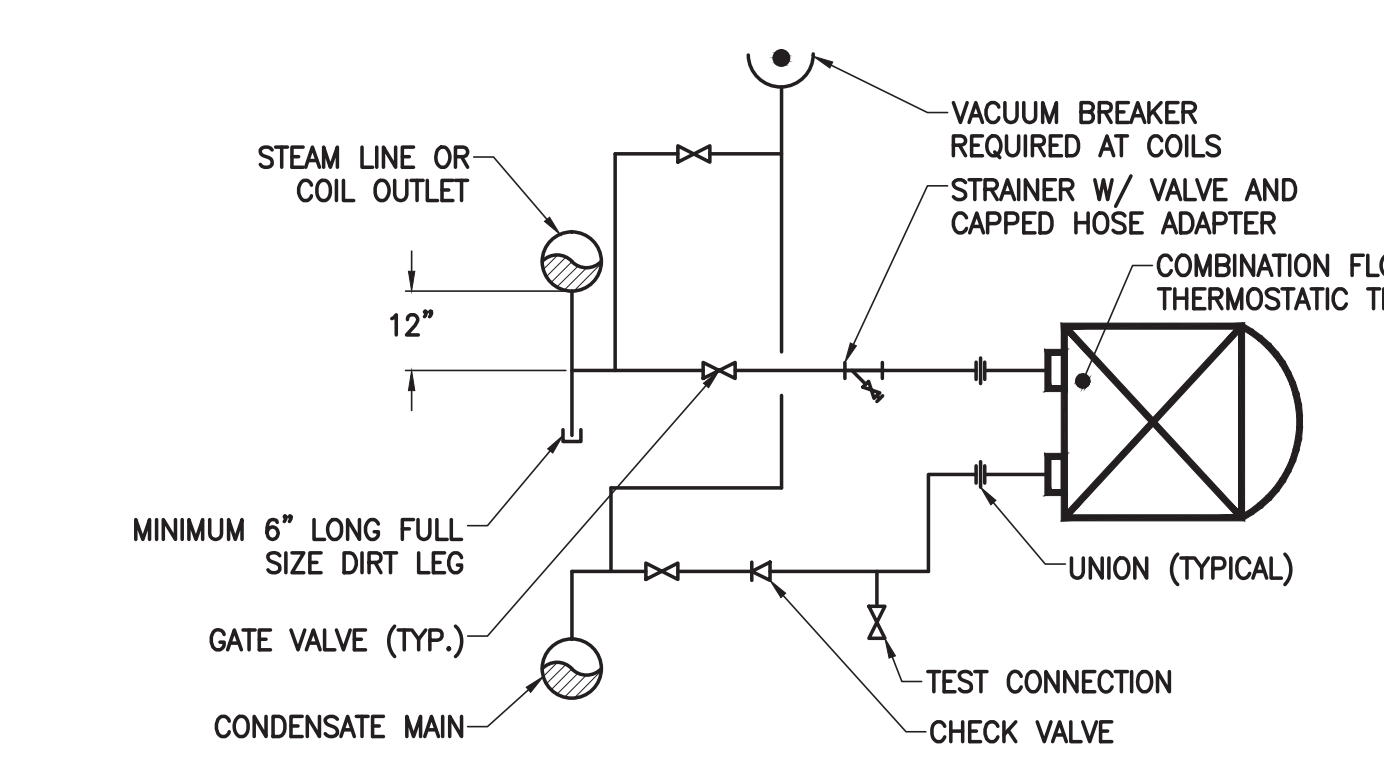 VACUUM BREAKER
REQUIRED AT COILS
STEAM LINE OR
COIL OUTLET
STRAINER W/ VALVE AND
CAPPED HOSE ADAPTER
COMBINATION
THERMOSTATIC
12”
MINIMUM 6” LONG FULL
SIZE DIRT LEG
UNION (TYPICAL)
GATE VALVE (TYP.)
TEST CONNECTION
CONDENSATE MAIN
CHECK VALVE